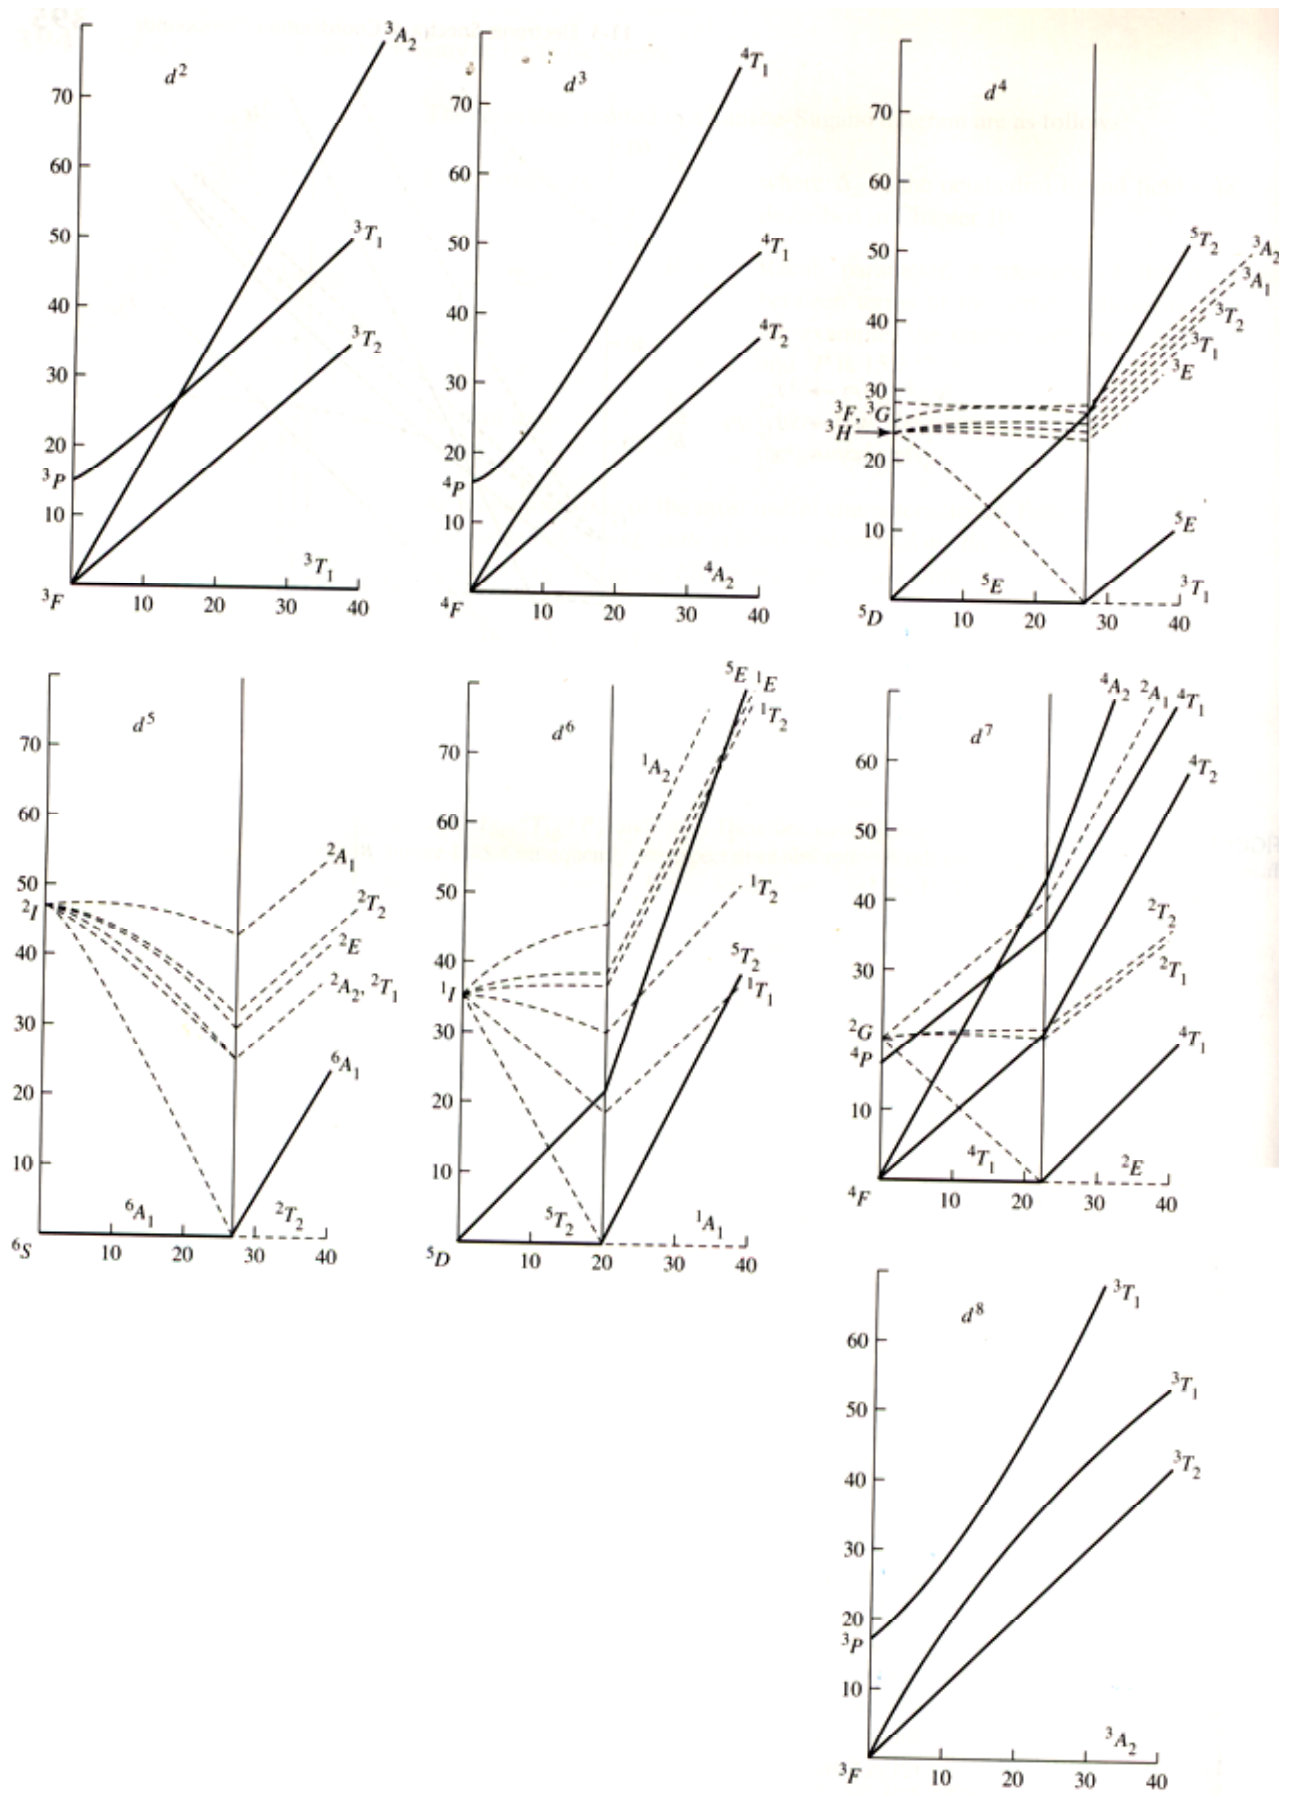 d²
³A₂
³T₁
³T₂
70
60
50
40
30
20
³P
10
³T₁
³F
10 20 30 40
d³
⁴T₁
⁴T₁
⁴T₂
70
60
50
40
30
20
⁴P
10
⁴A₂
⁴F
10 20 30 40
d⁴
70
60
50
40
30
³F, ³G
³H
20
10
⁵T₂
³A₂
³A₁
³T₂
³T₁
³E
⁵E
⁵E
³T₁
⁵D
10 20 30 40
d⁵
70
60
50
²I
40
30
20
10
²A₁
²T₂
²E
²A₂, ²T₁
⁶A₁
⁶A₁
²T₂
⁶S
10 20 30 40
d⁶
⁵E ¹E
¹T₂
¹A₂
70
60
50
40
¹I
30
20
10
¹T₂
⁵T₂
¹T₁
⁵T₂
¹A₁
⁵D
10 20 30 40
d⁷
⁴A₂ ²A₁ ⁴T₁
⁴T₂
60
50
40
30
²G
⁴P
10
²T₂
²T₁
⁴T₁
⁴T₁
²E
⁴F
10 20 30 40
d⁸
³T₁
³T₁
³T₂
60
50
40
30
20
³P
10
³A₂
³F
10 20 30 40